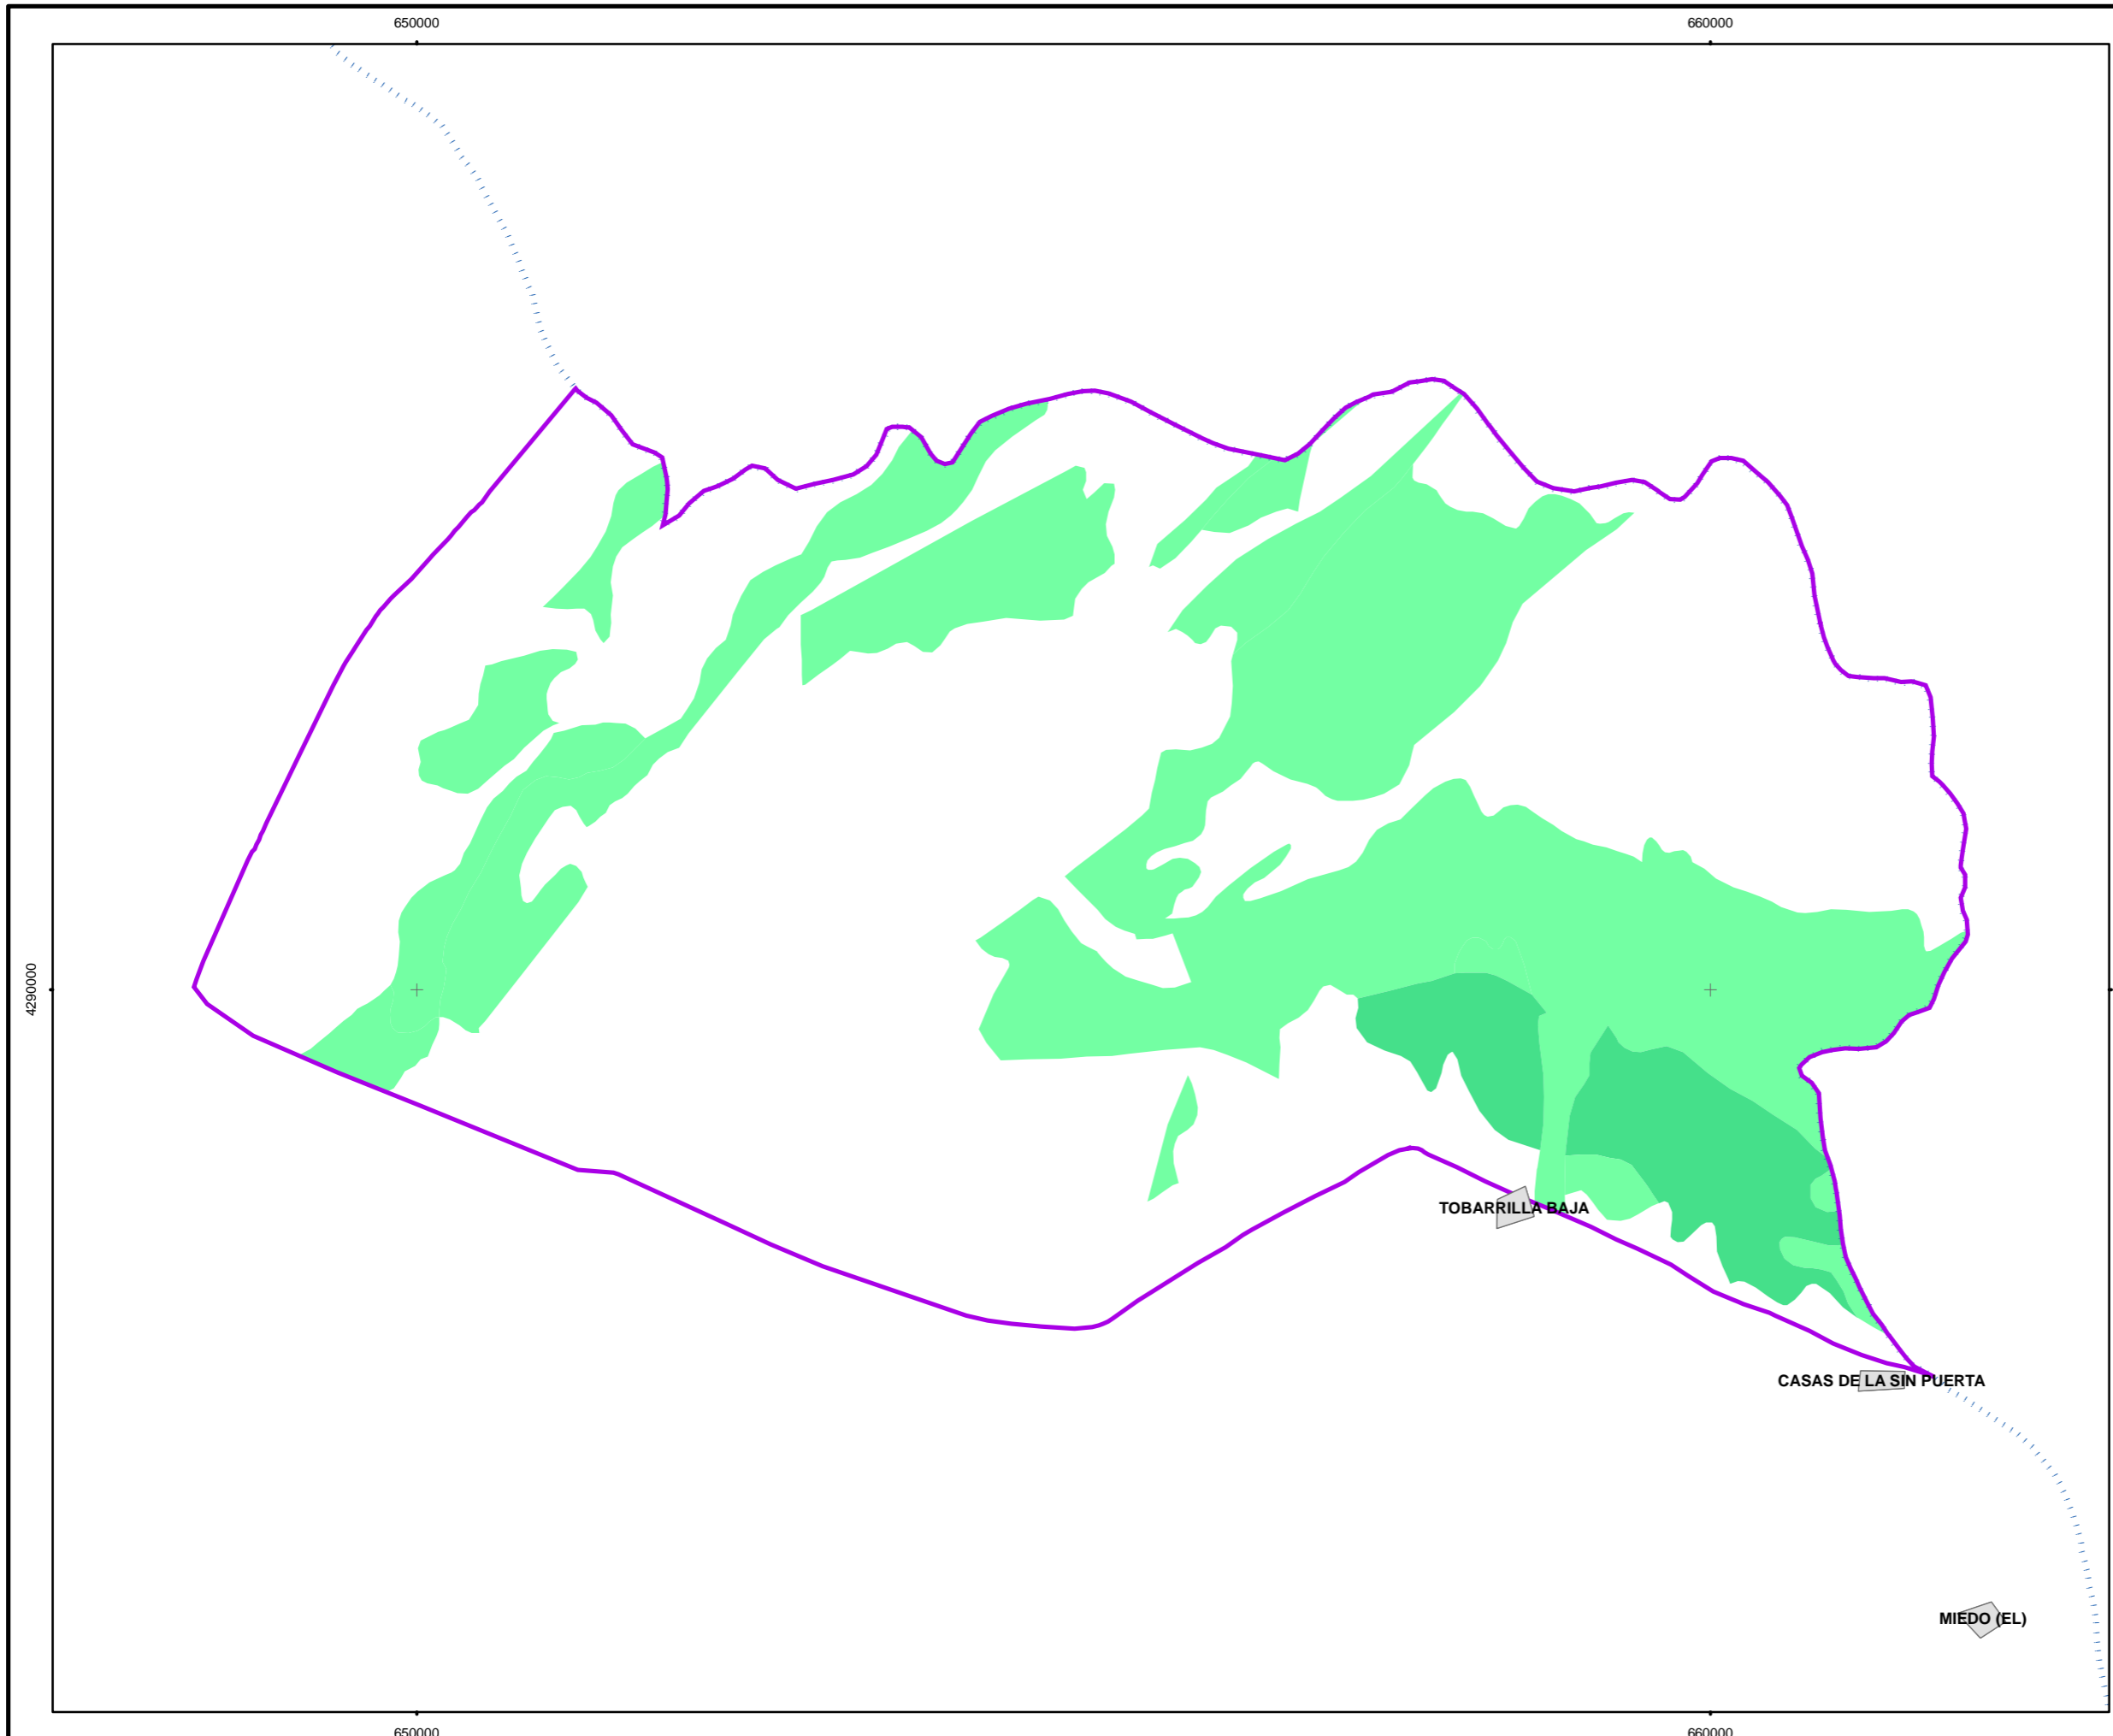 650000 660000
4290000
TOBARRILLA BAJA
CASAS DE LA SIN PUERTA
MIEDO (EL)
650000 660000